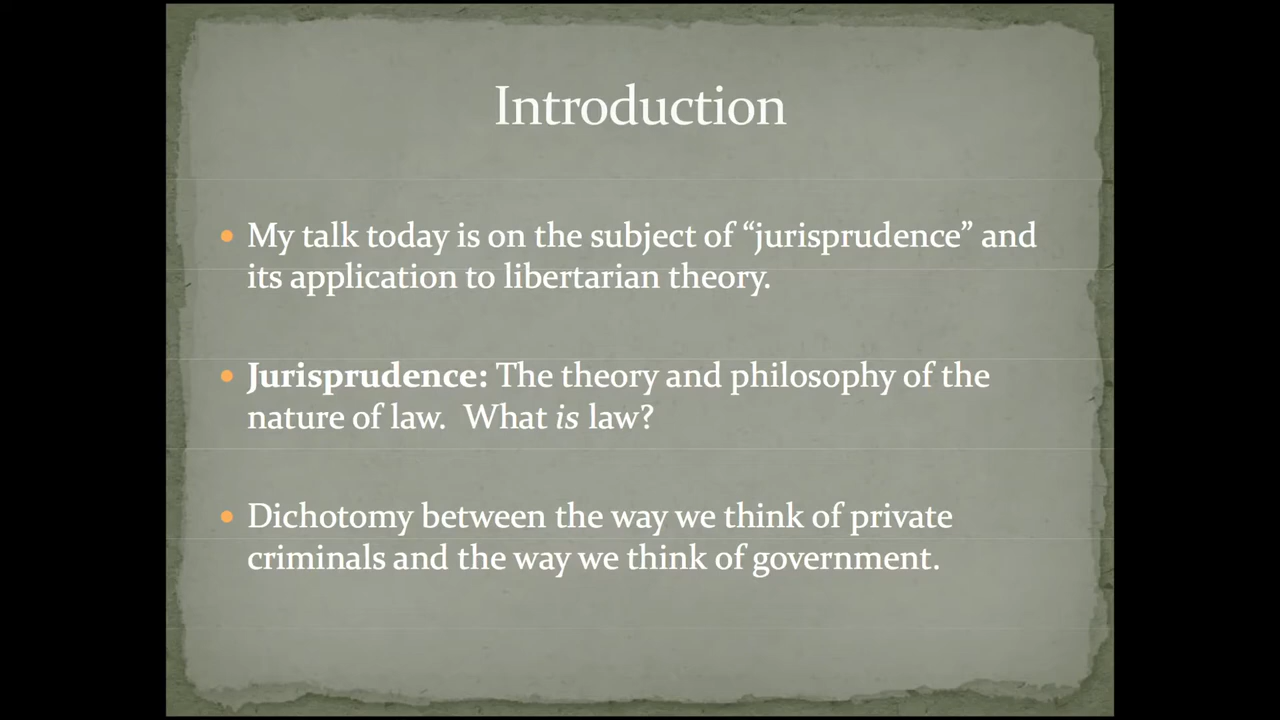 Introduction
• My talk today is on the subject of “jurisprudence” and
its application to libertarian theory.
• Jurisprudence: The theory and philosophy of the
nature of law.  What is law?
• Dichotomy between the way we think of private
criminals and the way we think of government.